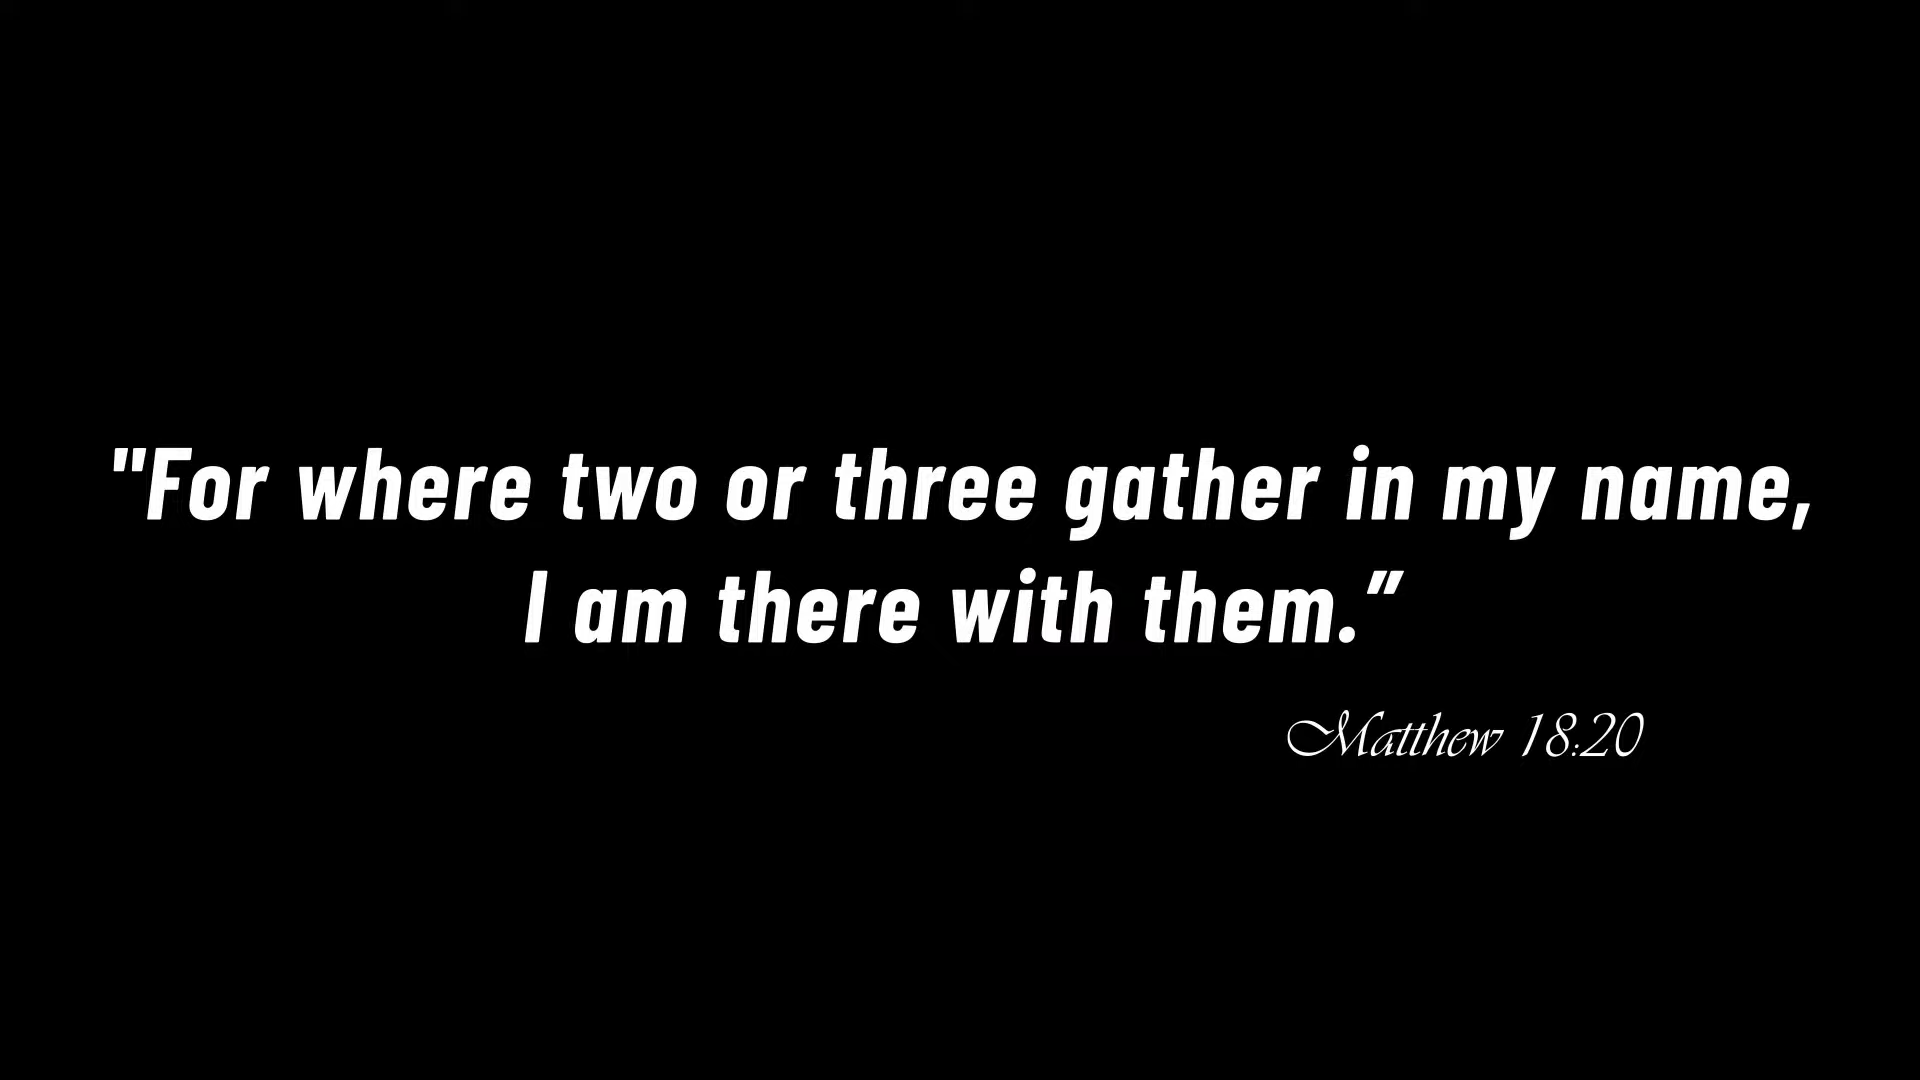 "For where two or three gather in my name,
I am there with them.”
Matthew 18:20